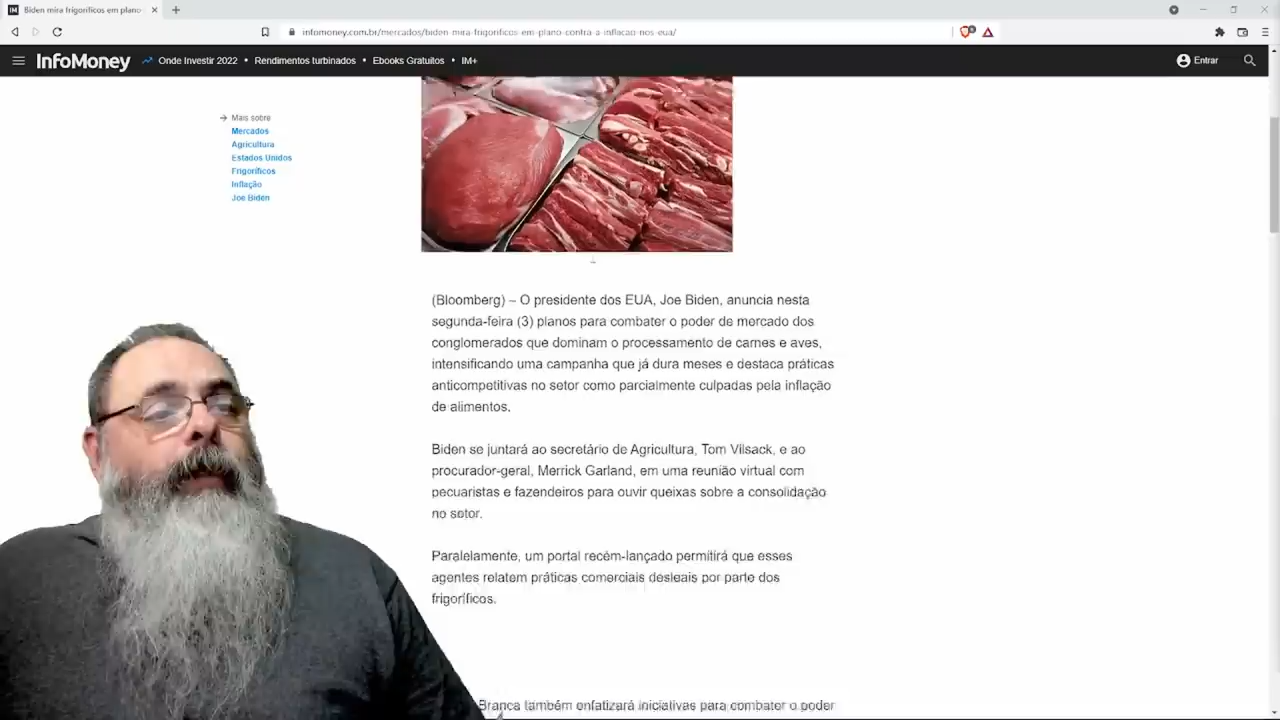 Biden mira frigoríficos em plano
infomoney.com.br/mercados/biden-mira-frigorificos-em-plano-contra-a-inflacao-nos-eua/
InfoMoney
Onde Investir 2022 • Rendimentos turbinados • Ebooks Gratuitos • IM+
Entrar
Mais sobre
Mercados
Agricultura
Estados Unidos
Frigoríficos
Inflação
Joe Biden
(Bloomberg) – O presidente dos EUA, Joe Biden, anuncia nesta
segunda-feira (3) planos para combater o poder de mercado dos
conglomerados que dominam o processamento de carnes e aves,
intensificando uma campanha que já dura meses e destaca práticas
anticompetitivas no setor como parcialmente culpadas pela inflação
de alimentos.
Biden se juntará ao secretário de Agricultura, Tom Vilsack, e ao
procurador-geral, Merrick Garland, em uma reunião virtual com
pecuaristas e fazendeiros para ouvir queixas sobre a consolidação
no setor.
Paralelamente, um portal recém-lançado permitirá que esses
agentes relatem práticas comerciais desleais por parte dos
frigoríficos.
Branca também enfatizará iniciativas para combater o poder